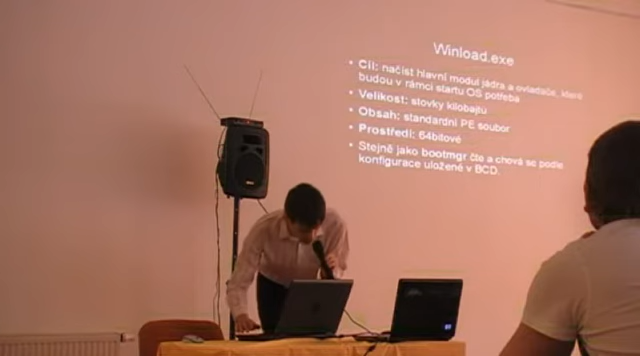 Winload.exe
• Cíl: načíst hlavní modul jádra a ovladače, které
budou v rámci startu OS potřeba
• Velikost: stovky kilobajtů
• Obsah: standardní PE soubor
• Prostředí: 64bitové
• Stejně jako bootmgr čte a chová se podle
konfigurace uložené v BCD.